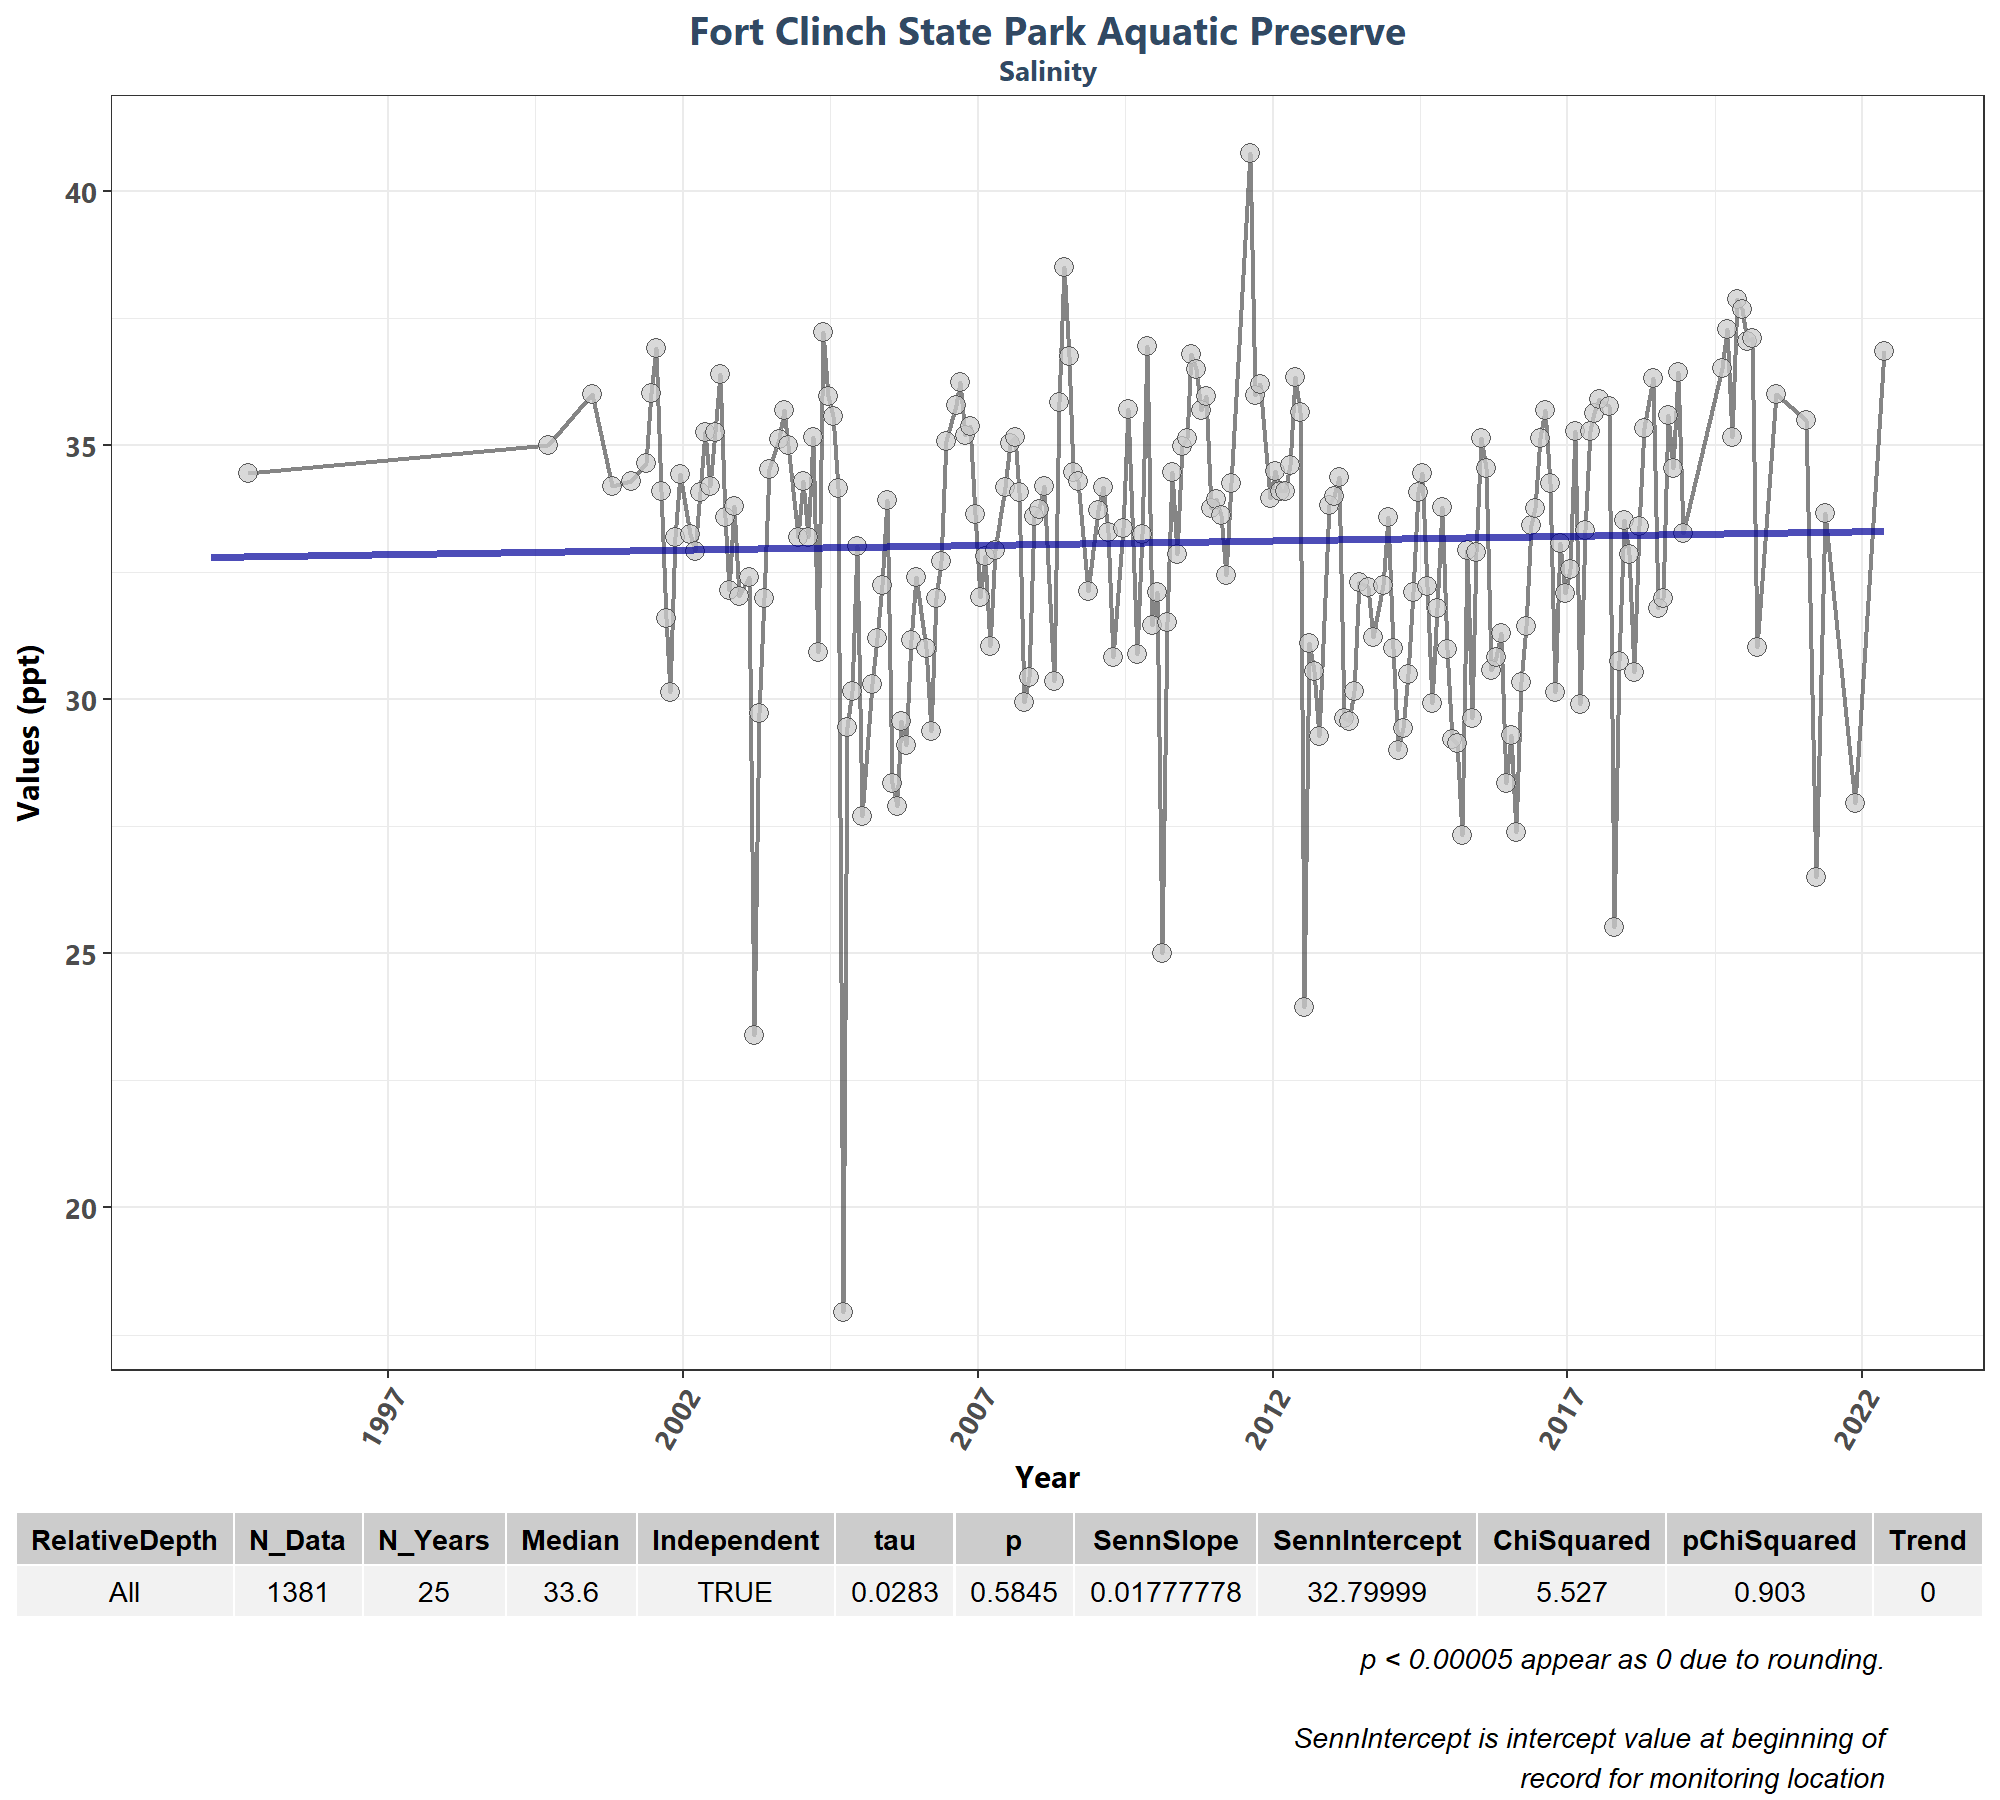 Fort Clinch State Park Aquatic Preserve
Salinity
40
35
30
25
20
Values (ppt)
1997 2002 2007 2012 2017 2022
Year
RelativeDepth N_Data N_Years Median Independent tau p SennSlope SennIntercept ChiSquared pChiSquared Trend
All 1381 25 33.6 TRUE 0.0283 0.5845 0.01777778 32.79999 5.527 0.903 0
p < 0.00005 appear as 0 due to rounding.
SennIntercept is intercept value at beginning of
record for monitoring location